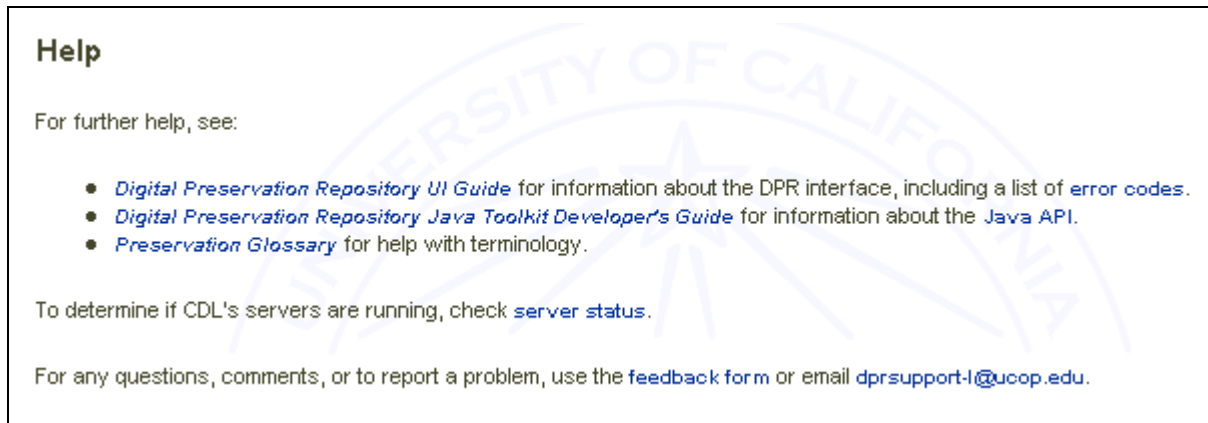 UNIVERSITY OF CALIFORNIA
Help
For further help, see:
• Digital Preservation Repository UI Guide for information about the DPR interface, including a list of error codes.
• Digital Preservation Repository Java Toolkit Developer's Guide for information about the Java API.
• Preservation Glossary for help with terminology.
To determine if CDL's servers are running, check server status.
For any questions, comments, or to report a problem, use the feedback form or email dprsupport-l@ucop.edu.